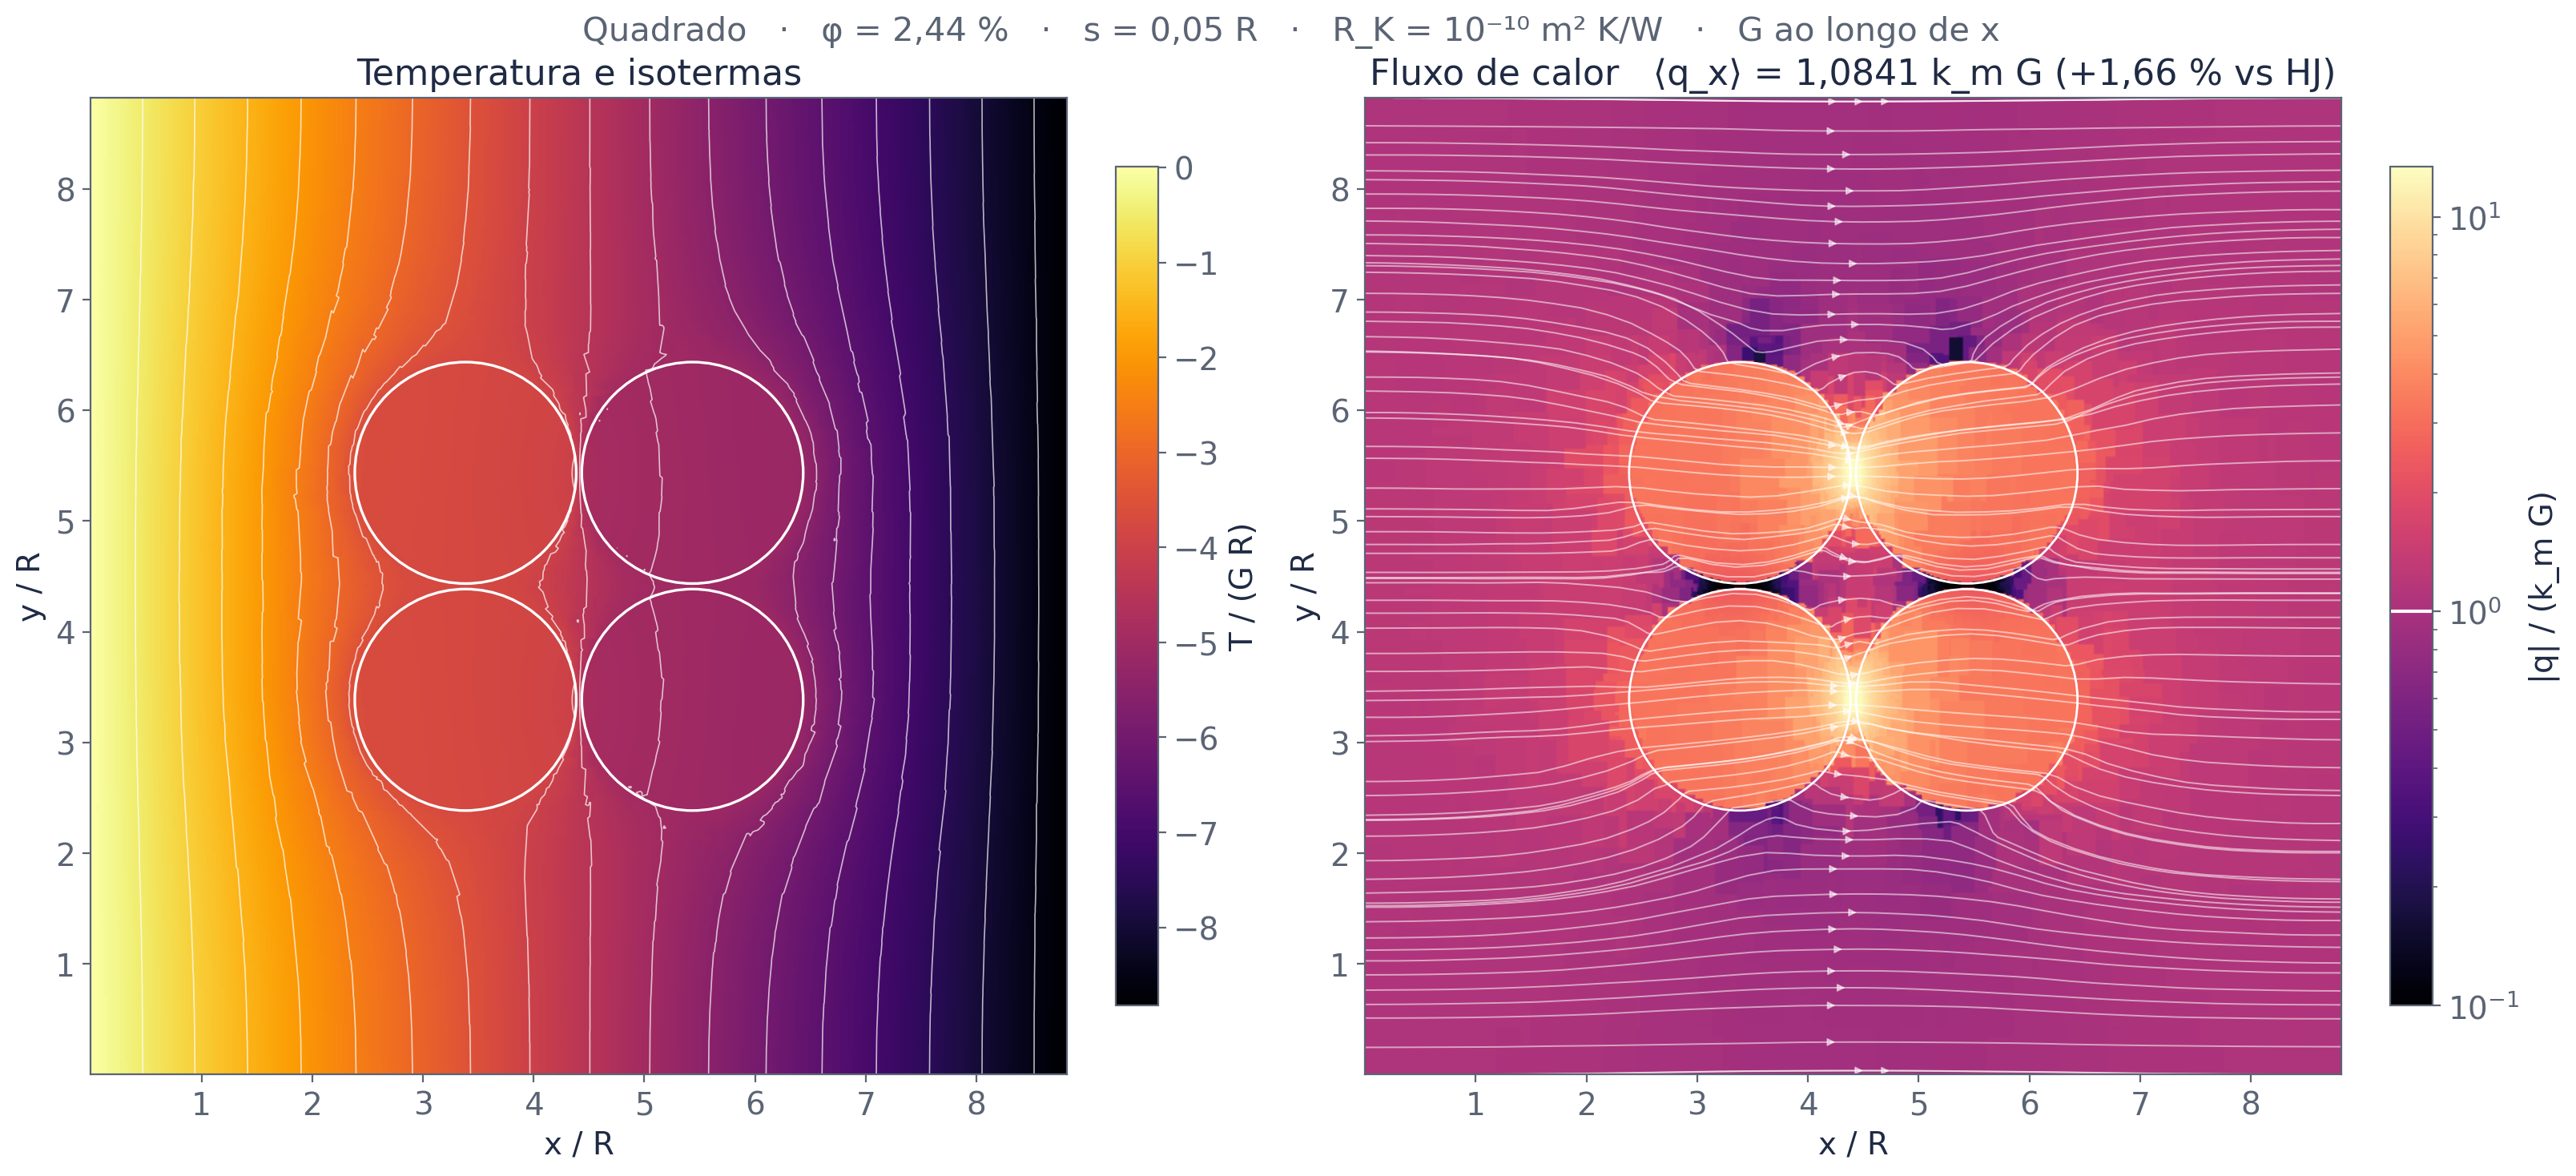 Quadrado · φ = 2,44 % · s = 0,05 R · R_K = 10⁻¹⁰ m² K/W · G ao longo de x
Temperatura e isotermas
8
7
6
5
4
3
2
1
y / R
1 2 3 4 5 6 7 8
x / R
0
−1
−2
−3
−4
−5
−6
−7
−8
T / (G R)
Fluxo de calor ⟨q_x⟩ = 1,0841 k_m G (+1,66 % vs HJ)
8
7
6
5
4
3
2
1
y / R
1 2 3 4 5 6 7 8
x / R
10¹
10⁰
10⁻¹
|q| / (k_m G)